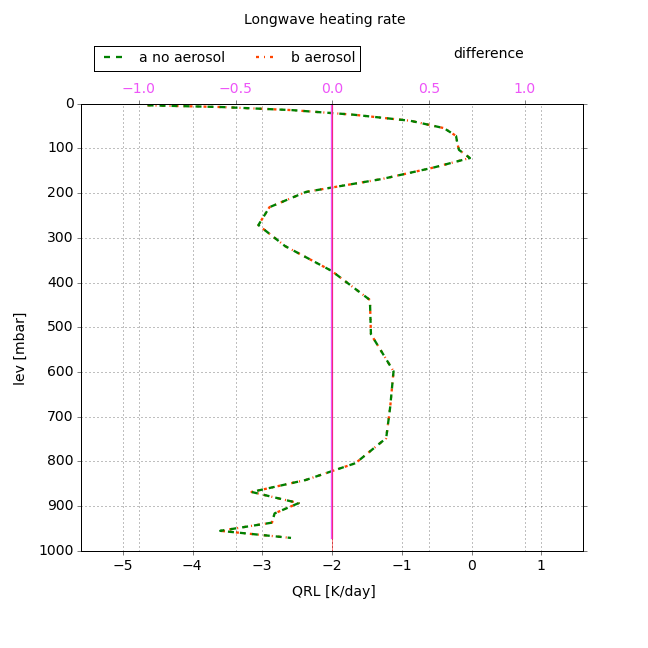 Longwave heating rate
a no aerosol b aerosol difference
−1.0 −0.5 0.0 0.5 1.0
0
100
200
300
400
500
600
700
800
900
1000
lev [mbar]
−5 −4 −3 −2 −1 0 1
QRL [K/day]